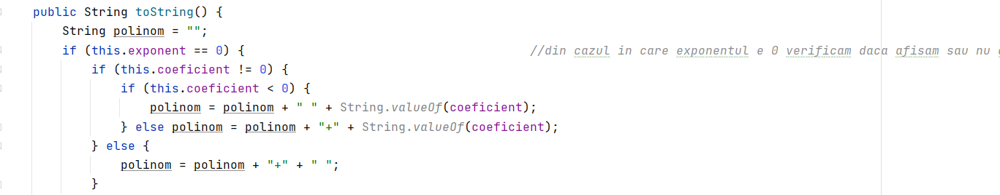 public String toString() {
    String polinom = "";
    if (this.exponent == 0) {                                       //din cazul in care exponentul e 0 verificam daca afisam sau nu
        if (this.coeficient != 0) {
            if (this.coeficient < 0) {
                polinom = polinom + " " + String.valueOf(coeficient);
            } else polinom = polinom + "+" + String.valueOf(coeficient);
        } else {
            polinom = polinom + "+" + " ";
        }